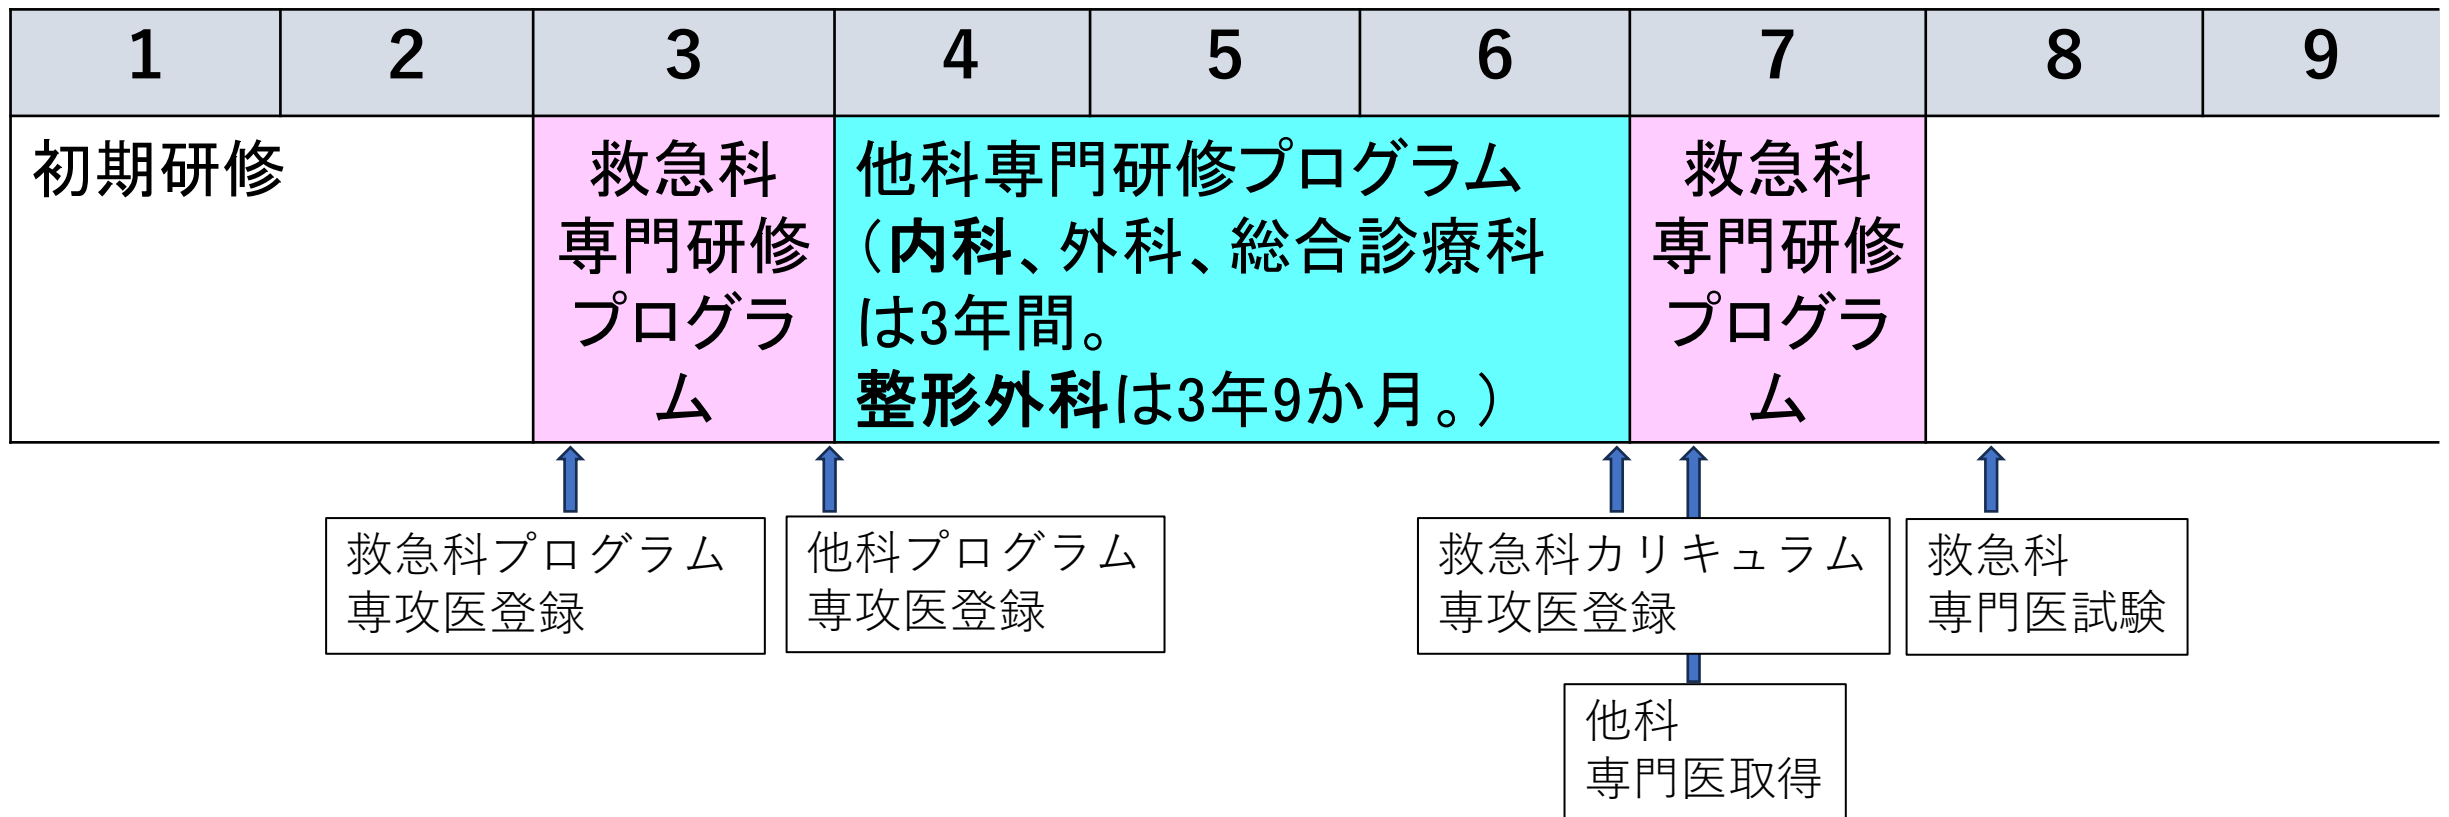 1 2 3 4 5 6 7 8 9
初期研修
救急科
専門研修
プログラ
ム
他科専門研修プログラム
（内科、外科、総合診療科
は3年間。
整形外科は3年9か月。）
救急科
専門研修
プログラ
ム
救急科プログラム
専攻医登録
他科プログラム
専攻医登録
救急科カリキュラム
専攻医登録
救急科
専門医試験
他科
専門医取得